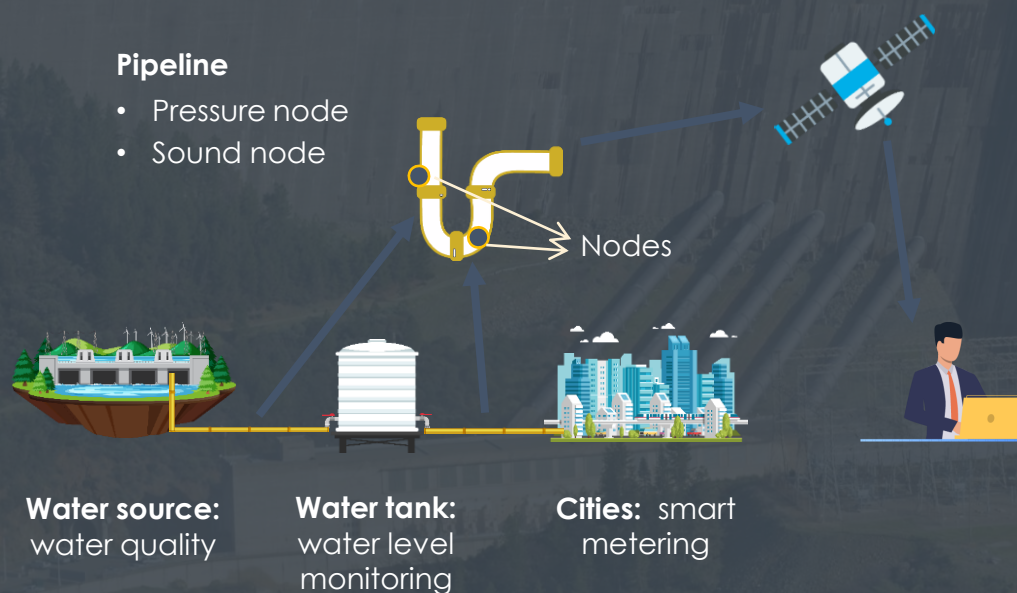 Pipeline
• Pressure node
• Sound node
Nodes
Water source:
water quality
Water tank:
water level
monitoring
Cities: smart
metering